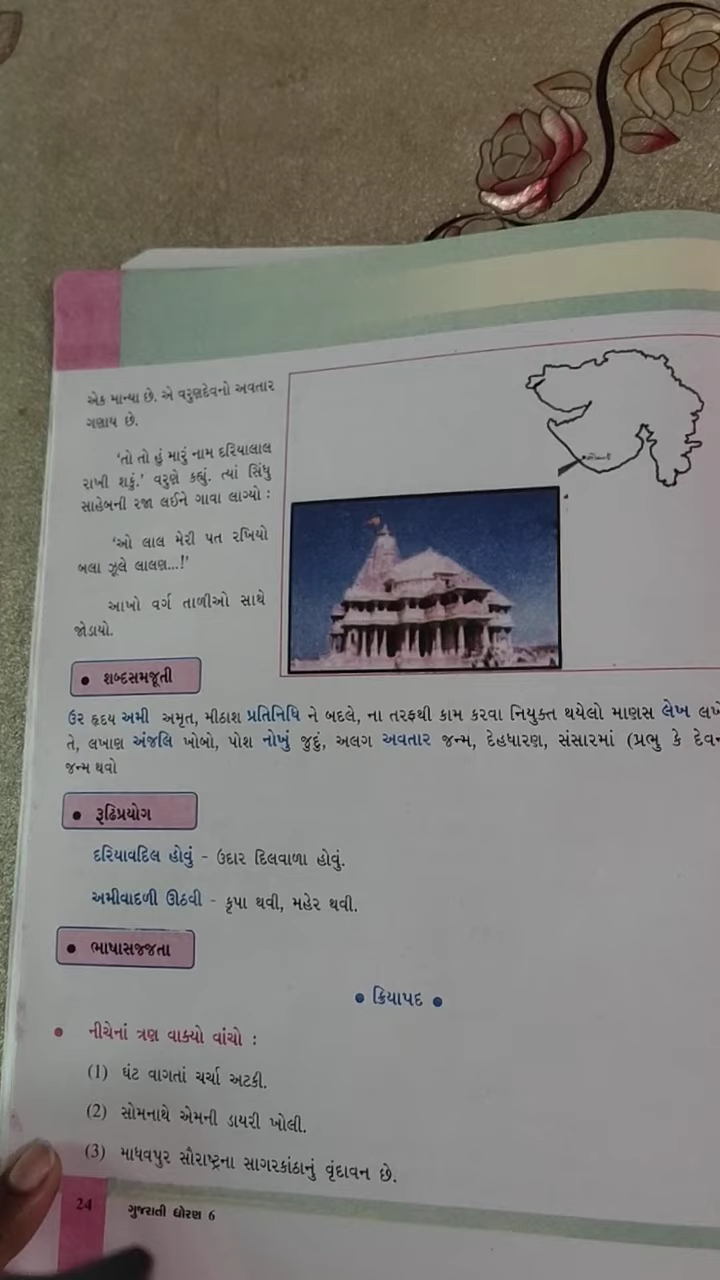 એક માન્યા છે. એ વરુણદેવનો અવતાર
ગણાય છે.
‘તો તો હું મારું નામ દરિયાલાલ
રાખી શકું.’ વરુણે કહ્યું. ત્યાં સિંધુ
સાહેબની રજા લઈને ગાવા લાગ્યો :
‘ઓ લાલ મેરી પત રખિયો
બલા ઝૂલે લાલણ...!’
આખો વર્ગ તાળીઓ સાથે
જોડાયો.
• શબ્દસમજૂતી
ઉર હૃદય અમી અમૃત, મીઠાશ પ્રતિનિધિ ને બદલે, ના તરફથી કામ કરવા નિયુક્ત થયેલો માણસ લેખ
તે, લખાણ અંજલિ ખોબો, પોશ નોખું જુદું, અલગ અવતાર જન્મ, દેહધારણ, સંસારમાં (પ્રભુ કે
જન્મ થવો
• રૂઢિપ્રયોગ
દરિયાવદિલ હોવું - ઉદાર દિલવાળા હોવું.
અમીવાદળી ઊઠવી - કૃપા થવી, મહેર થવી.
• ભાષાસજ્જતા
• ક્રિયાપદ •
• નીચેનાં ત્રણ વાક્યો વાંચો :
(1) ઘંટ વાગતાં ચર્ચા અટકી.
(2) સોમનાથે એમની ડાયરી ખોલી.
(3) માધવપુર સૌરાષ્ટ્રના સાગરકાંઠાનું વૃંદાવન છે.
24 ગુજરાતી ધોરણ 6